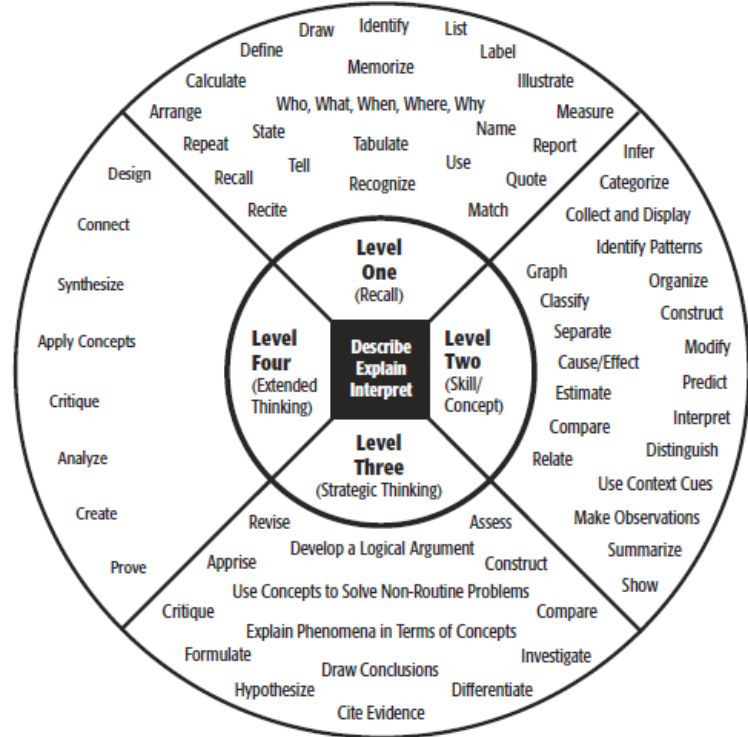 Draw
Identify
List
Define
Label
Memorize
Calculate
Illustrate
Arrange
Who, What, When, Where, Why
Measure
Repeat
State
Tabulate
Name
Report
Recall
Tell
Recognize
Use
Quote
Recite
Match
Infer
Categorize
Collect and Display
Identify Patterns
Graph
Organize
Classify
Construct
Separate
Modify
Cause/Effect
Predict
Estimate
Interpret
Compare
Distinguish
Relate
Use Context Cues
Make Observations
Summarize
Show
Design
Connect
Synthesize
Apply Concepts
Critique
Analyze
Create
Prove
Level
One
(Recall)
Level
Four
(Extended
Thinking)
Describe
Explain
Interpret
Level
Two
(Skill/
Concept)
Level
Three
(Strategic Thinking)
Revise
Assess
Apprise
Develop a Logical Argument
Construct
Use Concepts to Solve Non-Routine Problems
Critique
Compare
Explain Phenomena in Terms of Concepts
Formulate
Investigate
Draw Conclusions
Hypothesize
Differentiate
Cite Evidence